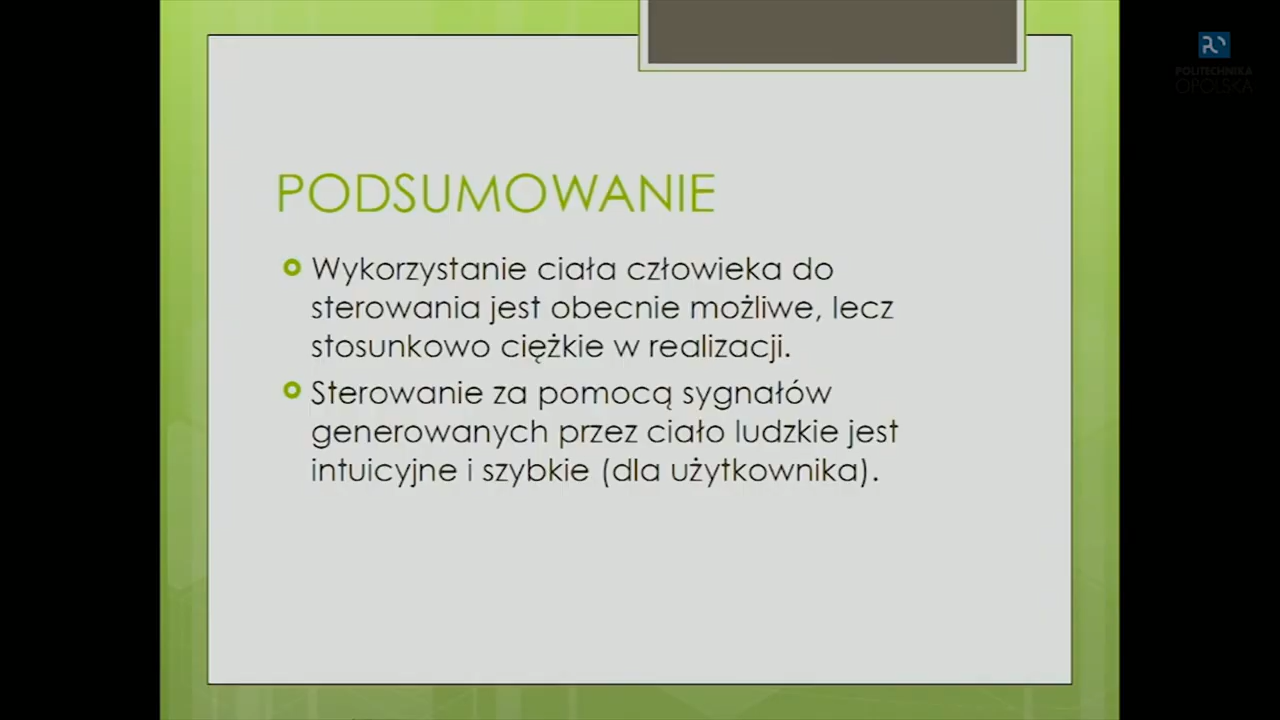 POLITECHNIKA
OPOLSKA
PODSUMOWANIE
Wykorzystanie ciała człowieka do
sterowania jest obecnie możliwe, lecz
stosunkowo ciężkie w realizacji.
Sterowanie za pomocą sygnałów
generowanych przez ciało ludzkie jest
intuicyjne i szybkie (dla użytkownika).